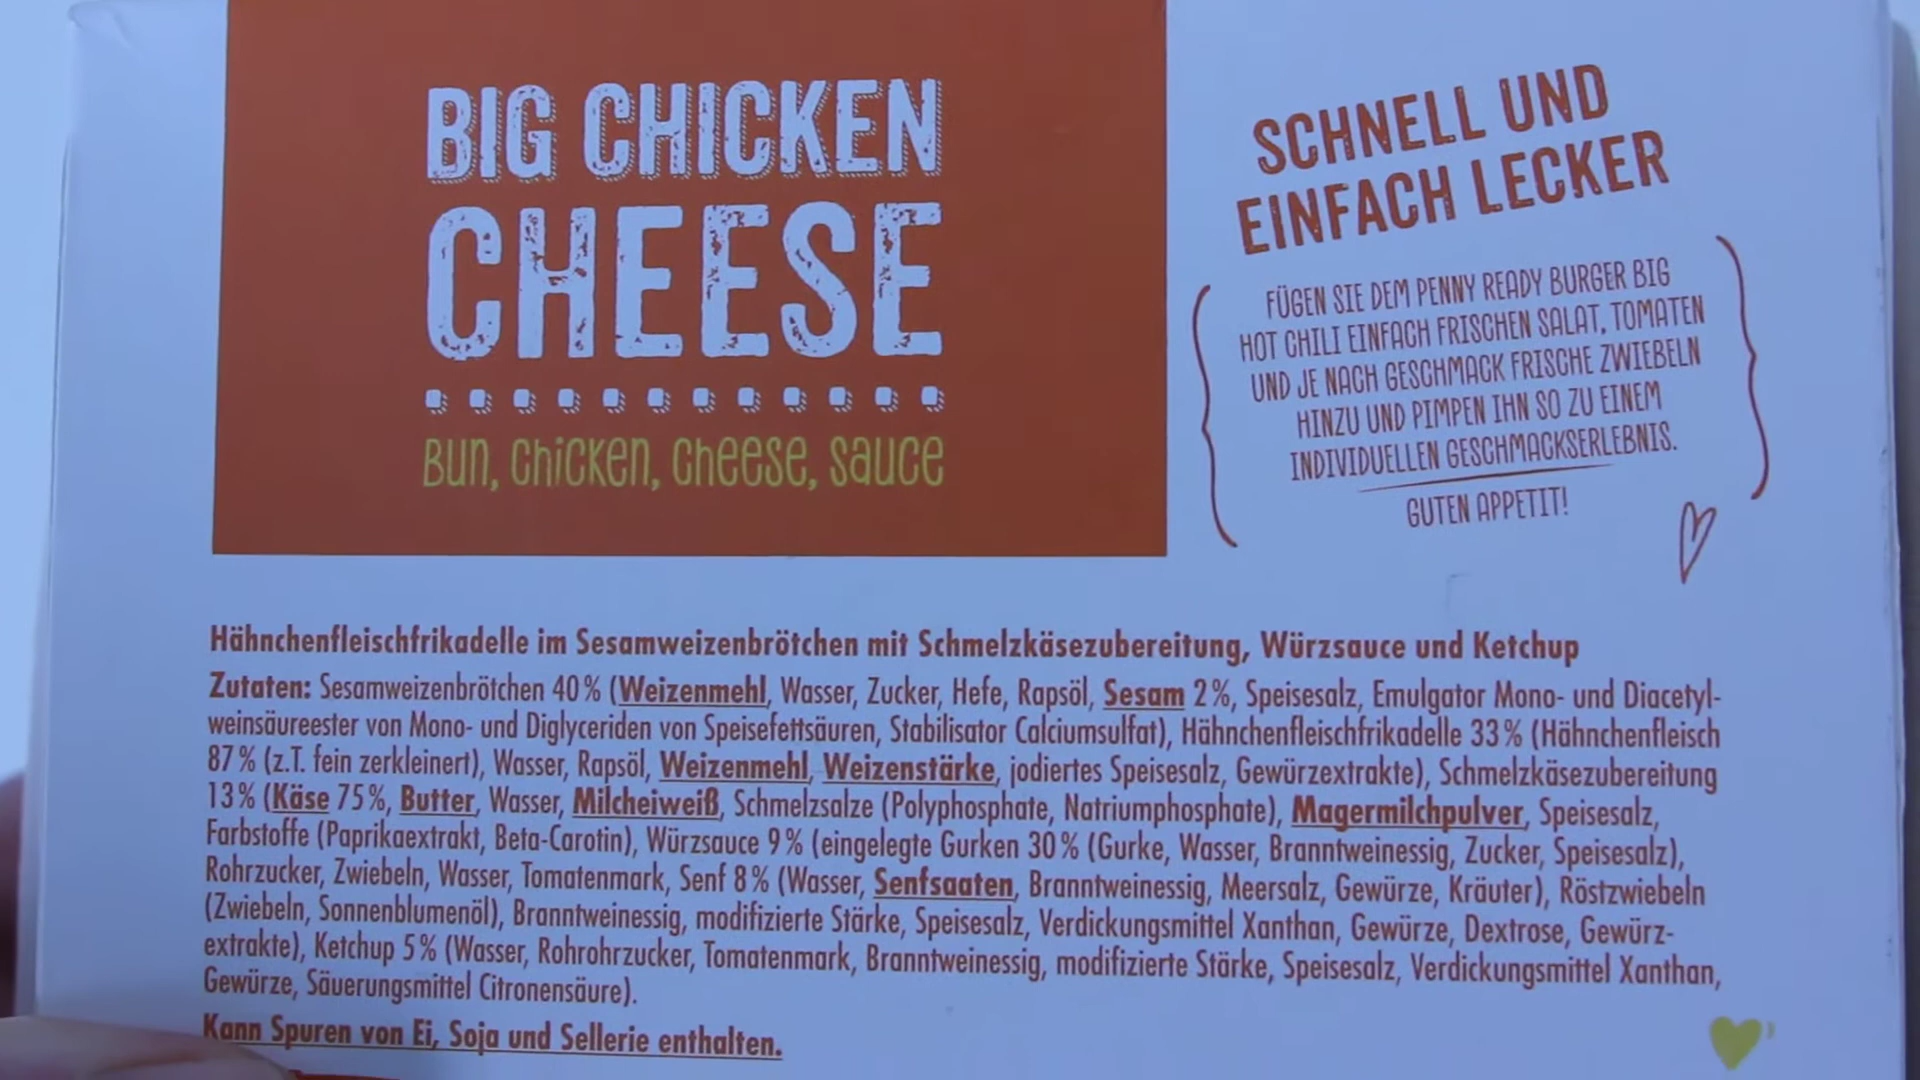 BIG CHICKEN
CHEESE
Bun, Chicken, Cheese, Sauce
SCHNELL UND
EINFACH LECKER
FÜGEN SIE DEM PENNY READY BURGER BIG
HOT CHILI EINFACH FRISCHEN SALAT, TOMATEN
UND JE NACH GESCHMACK FRISCHE ZWIEBELN
HINZU UND PIMPEN IHN SO ZU EINEM
INDIVIDUELLEN GESCHMACKSERLEBNIS.
GUTEN APPETIT!
Hähnchenfleischfrikadelle im Sesamweizenbrötchen mit Schmelzkäsezubereitung, Würzsauce und Ketchup
Zutaten: Sesamweizenbrötchen 40% (Weizenmehl, Wasser, Zucker, Hefe, Rapsöl, Sesam 2%, Speisesalz, Emulgator Mono- und Diacetyl-
weinsäureester von Mono- und Diglyceriden von Speisefettsäuren, Stabilisator Calciumsulfat), Hähnchenfleischfrikadelle 33% (Hähnchenfleisch
87% (z.T. fein zerkleinert), Wasser, Rapsöl, Weizenmehl, Weizenstärke, jodiertes Speisesalz, Gewürzextrakte), Schmelzkäsezubereitung
13% (Käse 75%, Butter, Wasser, Milcheiweiß, Schmelzsalze (Polyphosphate, Natriumphosphate), Magermilchpulver, Speisesalz,
Farbstoffe (Paprikaextrakt, Beta-Carotin), Würzsauce 9% (eingelegte Gurken 30% (Gurke, Wasser, Branntweinessig, Zucker, Speisesalz),
Rohrzucker, Zwiebeln, Wasser, Tomatenmark, Senf 8% (Wasser, Senfsaaten, Branntweinessig, Meersalz, Gewürze, Kräuter), Röstzwiebeln
(Zwiebeln, Sonnenblumenöl), Branntweinessig, modifizierte Stärke, Speisesalz, Verdickungsmittel Xanthan, Gewürze, Dextrose, Gewürz-
extrakte), Ketchup 5% (Wasser, Rohrohrzucker, Tomatenmark, Branntweinessig, modifizierte Stärke, Speisesalz, Verdickungsmittel Xanthan,
Gewürze, Säuerungsmittel Citronensäure).
Kann Spuren von Ei, Soja und Sellerie enthalten.